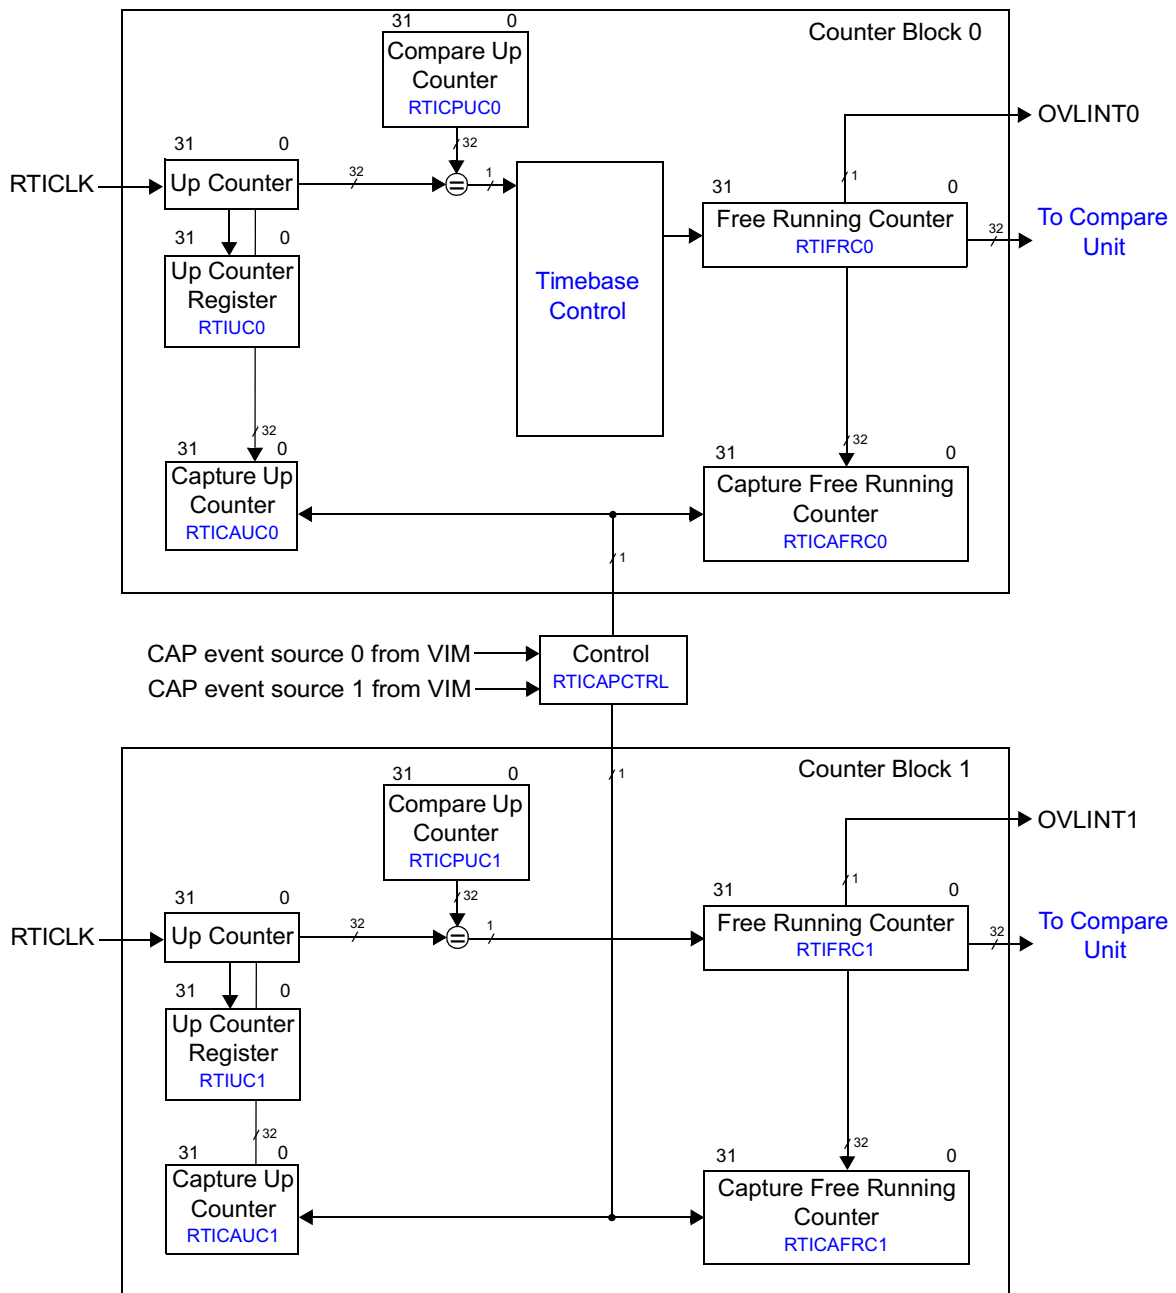 Counter Block 0
31 0
Compare Up
Counter
RTICPUC0
32
OVLINT0
RTICLK
31 0
Up Counter
32
=
1
31 0
1
Free Running Counter
RTIFRC0
32
To Compare
Unit
31 0
Up Counter
Register
RTIUC0
Timebase
Control
32
31 0
Capture Up
Counter
RTICAUC0
32
31 0
Capture Free Running
Counter
RTICAFRC0
1
CAP event source 0 from VIM
CAP event source 1 from VIM
Control
RTICAPCTRL
Counter Block 1
1
31 0
Compare Up
Counter
RTICPUC1
32
OVLINT1
RTICLK
31 0
Up Counter
32
=
1
31 0
1
Free Running Counter
RTIFRC1
32
To Compare
Unit
31 0
Up Counter
Register
RTIUC1
32
31 0
Capture Up
Counter
RTICAUC1
32
31 0
Capture Free Running
Counter
RTICAFRC1